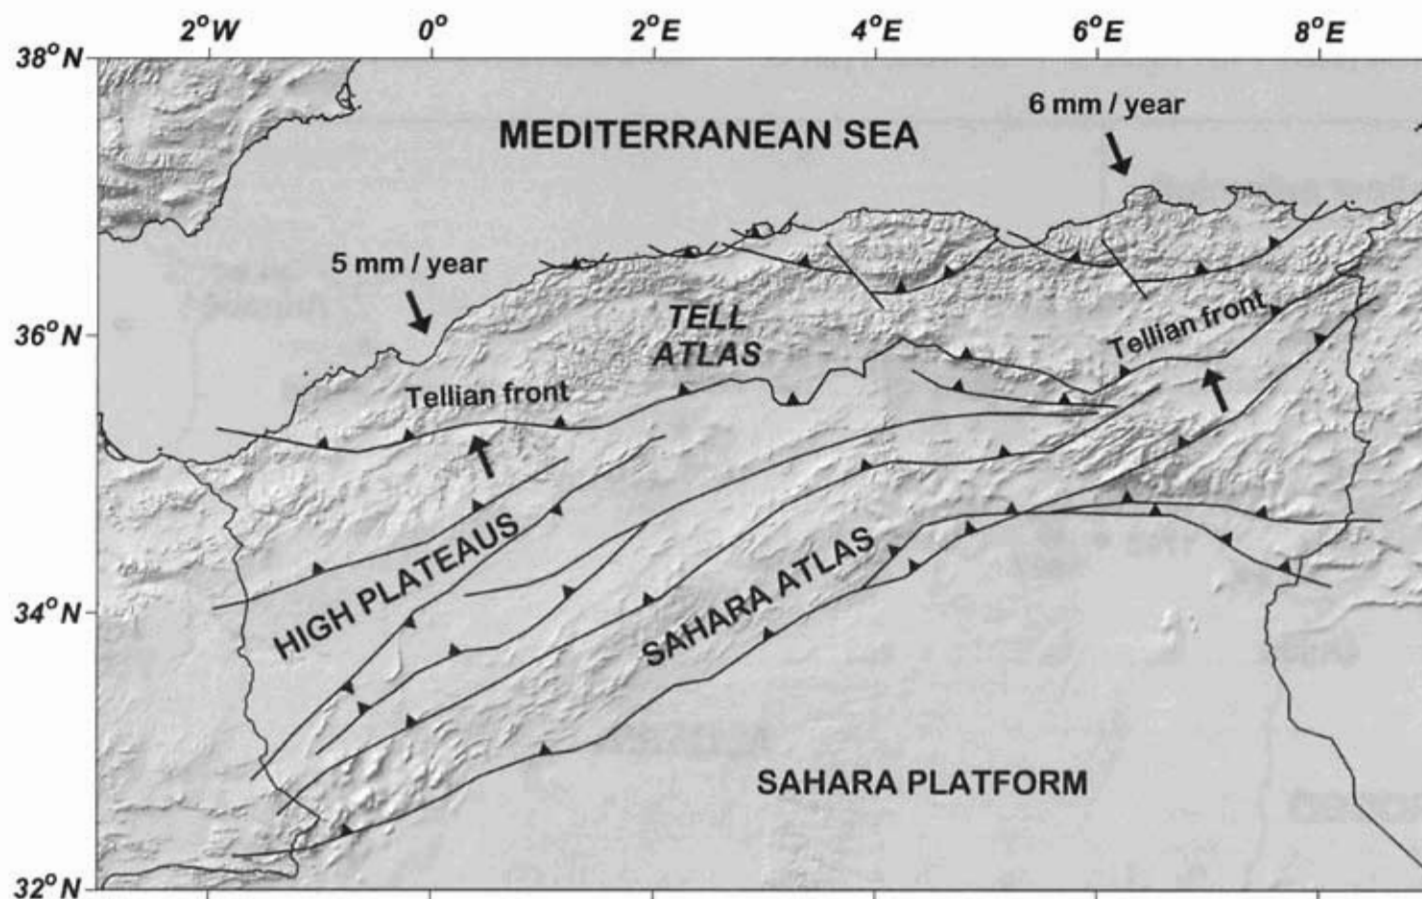 2°W 0° 2°E 4°E 6°E 8°E
38°N
6 mm / year
MEDITERRANEAN SEA
5 mm / year
36°N
TELL
ATLAS
Tellian front
Tellian front
HIGH PLATEAUS
SAHARA ATLAS
34°N
SAHARA PLATFORM
32°N